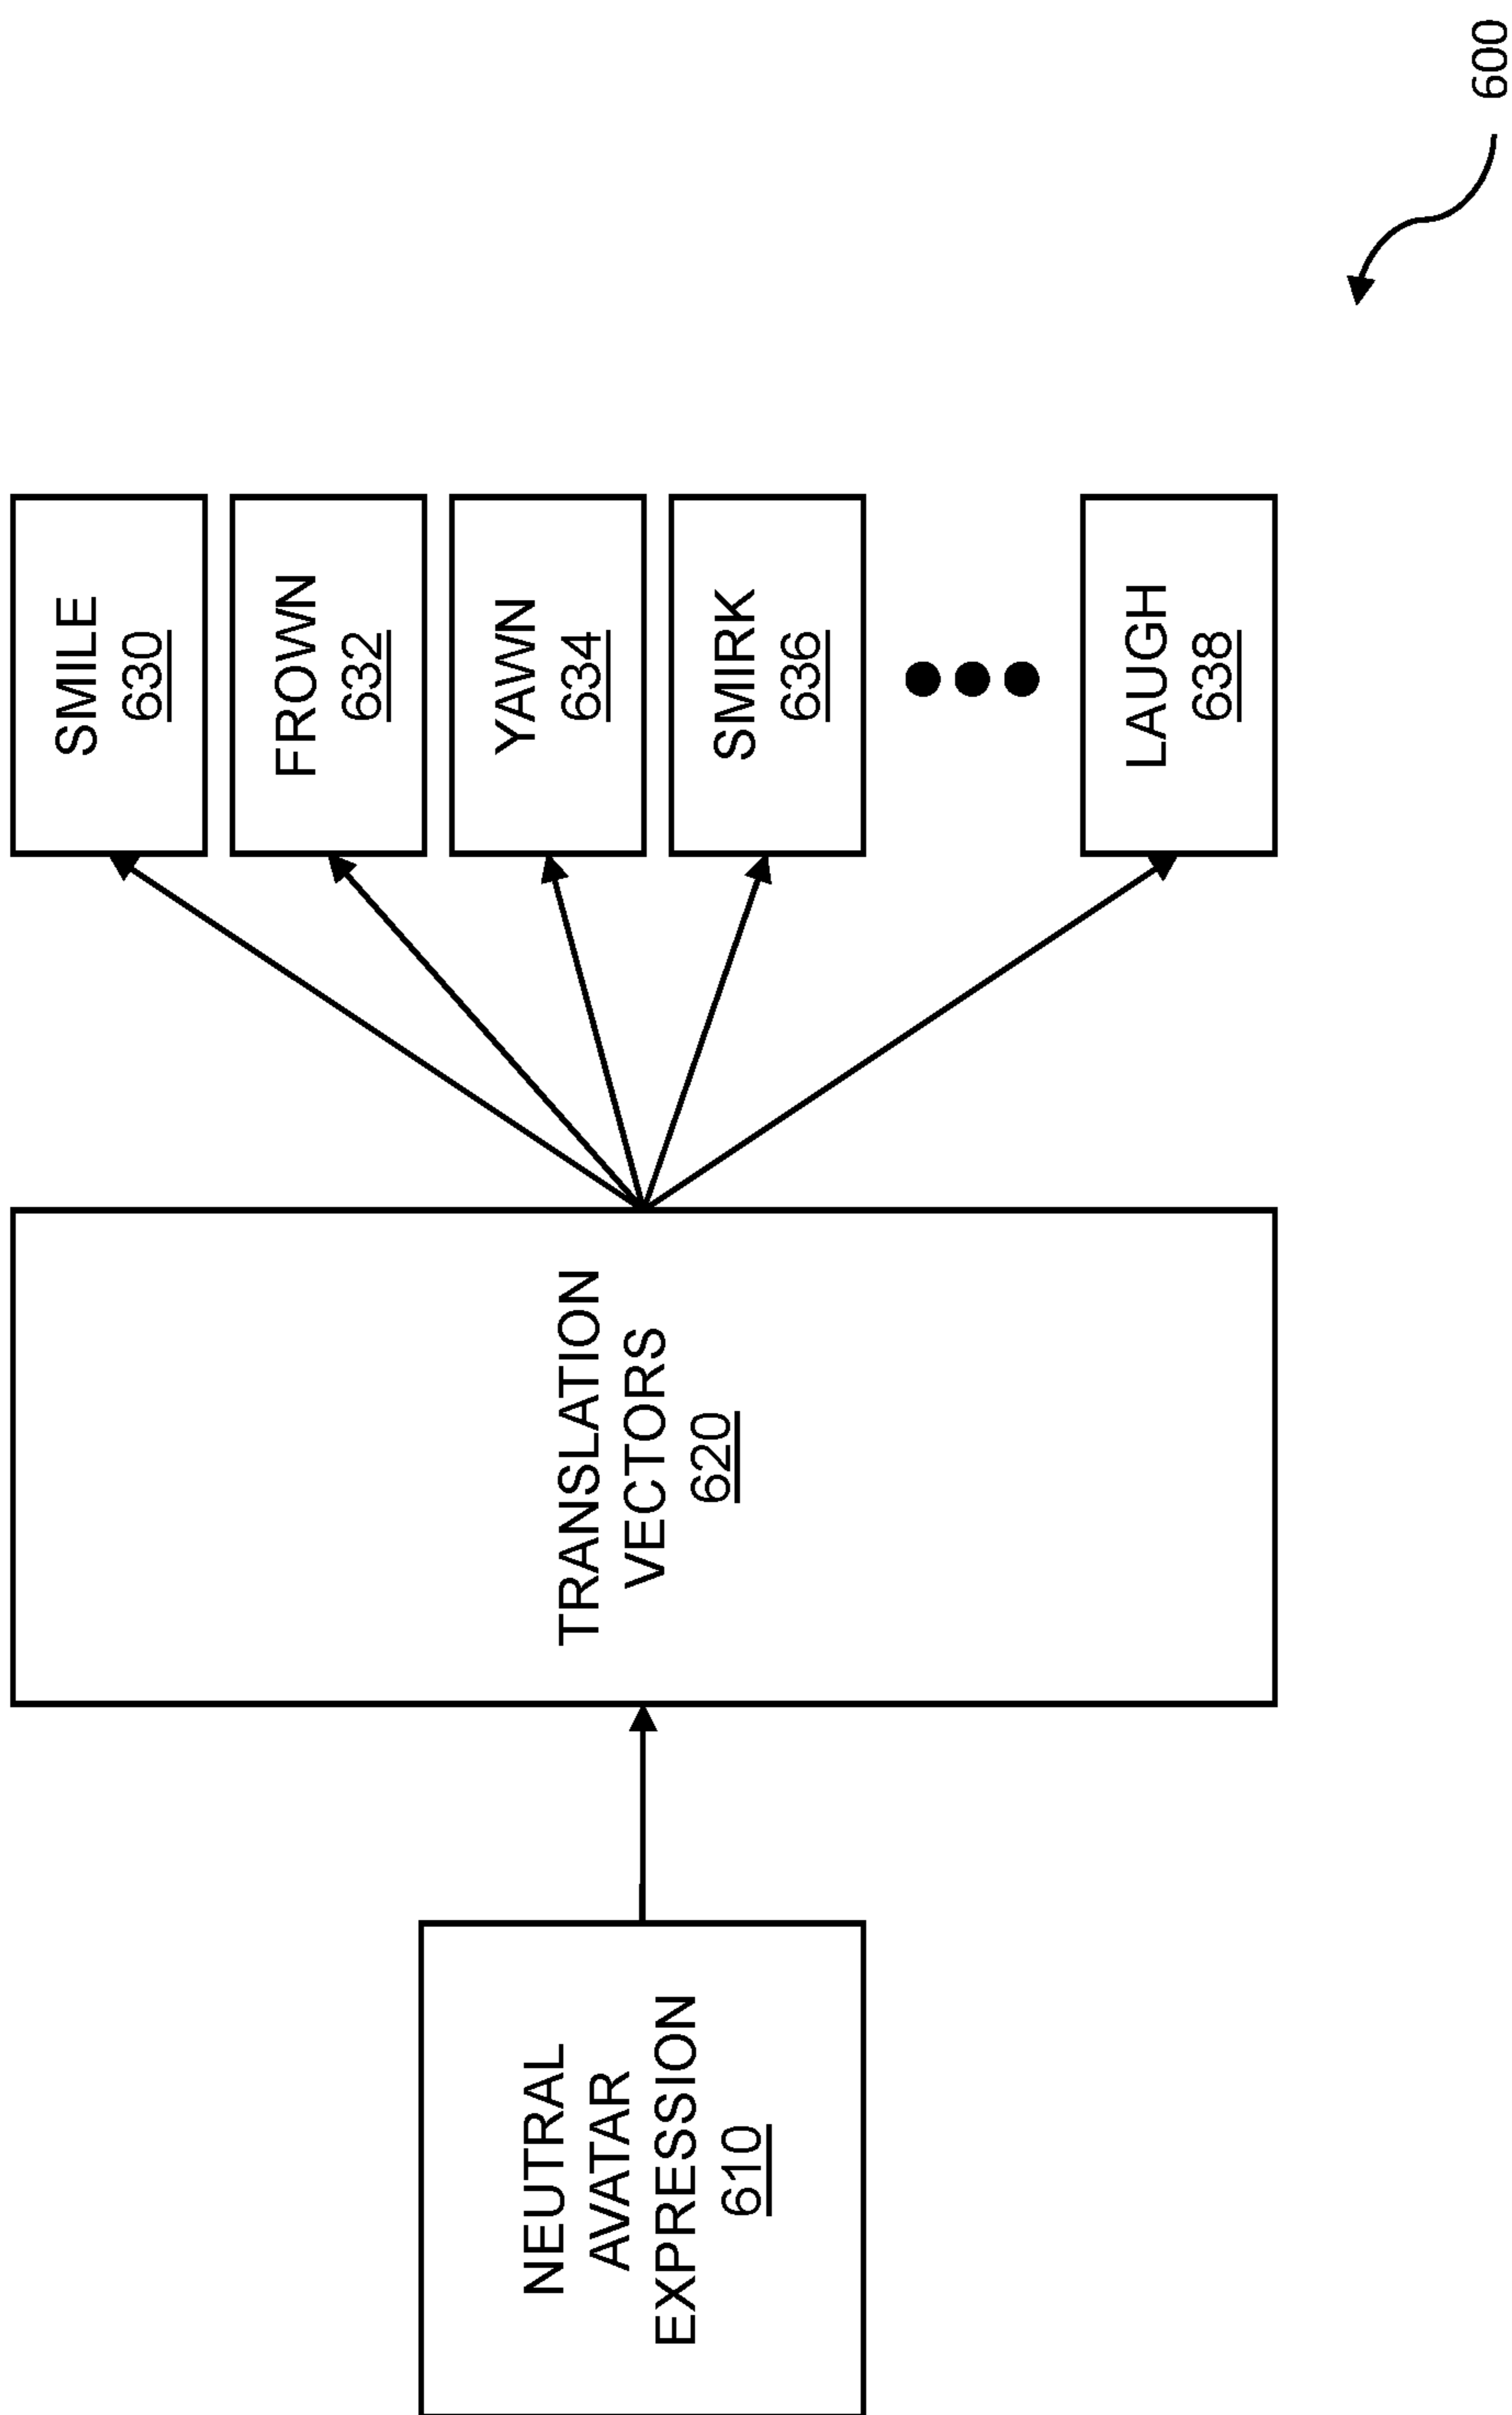 NEUTRAL
AVATAR
EXPRESSION
610
TRANSLATION
VECTORS
620
SMILE
630
FROWN
632
YAWN
634
SMIRK
636
LAUGH
638
600